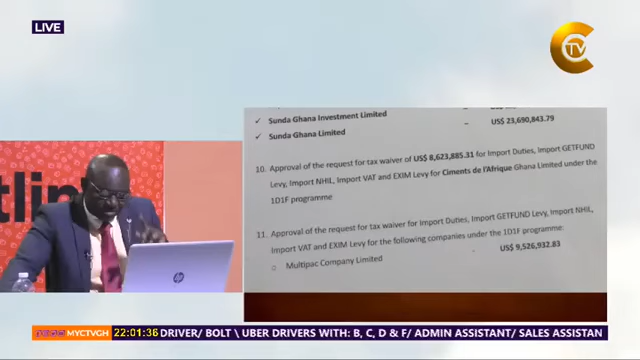 LIVE
C TV
✓ Sunda Ghana Investment Limited
– US$ 23,690,843.79
✓ Sunda Ghana Limited –
10. Approval of the request for tax waiver of US$ 8,623,885.31 for Import Duties, Import GETFUND
Levy, Import NHIL, Import VAT and EXIM Levy for Ciments de l'Afrique Ghana Limited under the
1D1F programme
11. Approval of the request for tax waiver for Import Duties, Import GETFUND Levy, Import NHIL,
Import VAT and EXIM Levy for the following companies under the 1D1F programme:
○ Multipac Company Limited - US$ 9,526,932.83
tlin
hp
MYCTVGH 22:01:36 DRIVER/ BOLT \ UBER DRIVERS WITH: B, C, D & F/ ADMIN ASSISTANT/ SALES ASSISTAN